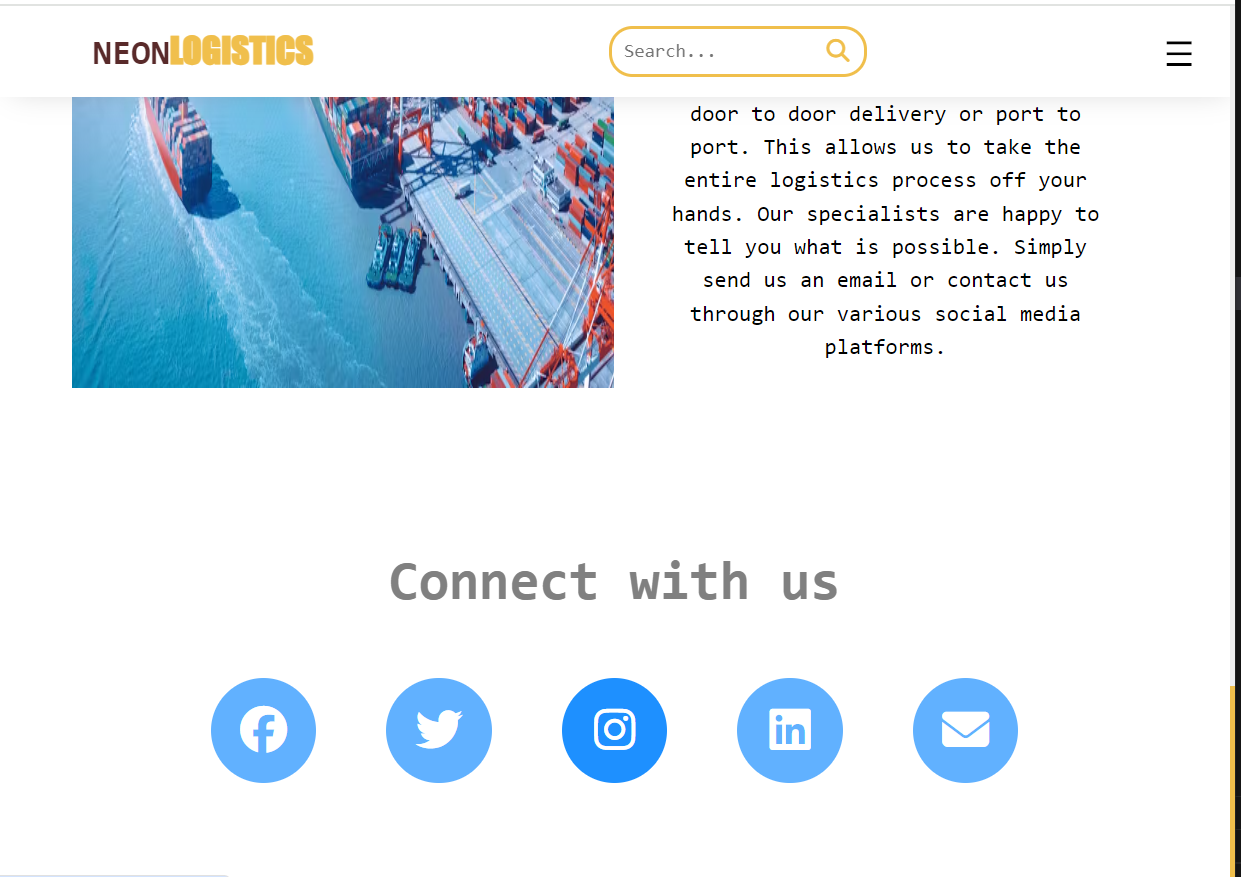 NEONLOGISTICS
Search...
door to door delivery or port to
port. This allows us to take the
entire logistics process off your
hands. Our specialists are happy to
tell you what is possible. Simply
send us an email or contact us
through our various social media
platforms.
Connect with us